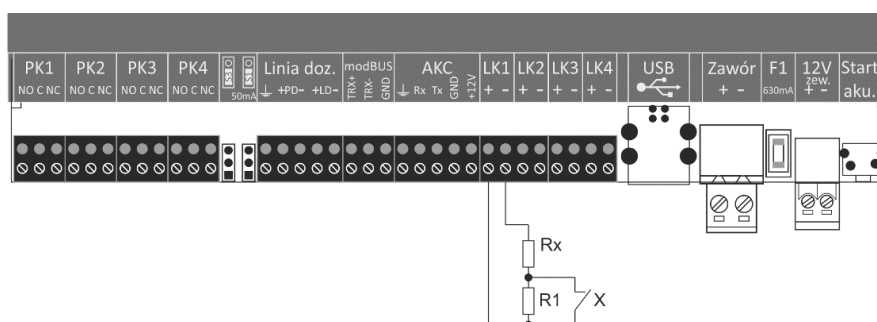 PK1 PK2 PK3 PK4 Linia doz. modBUS AKC LK1 LK2 LK3 LK4 USB Zawór F1 12V Start
zew. aku.
NO C NC NO C NC NO C NC NO C NC 50mA +PD- +LD- TRX+ TRX- GND Rx Tx GND +12V + - + - + - + - + - 630mA + -
Rx
R1 X